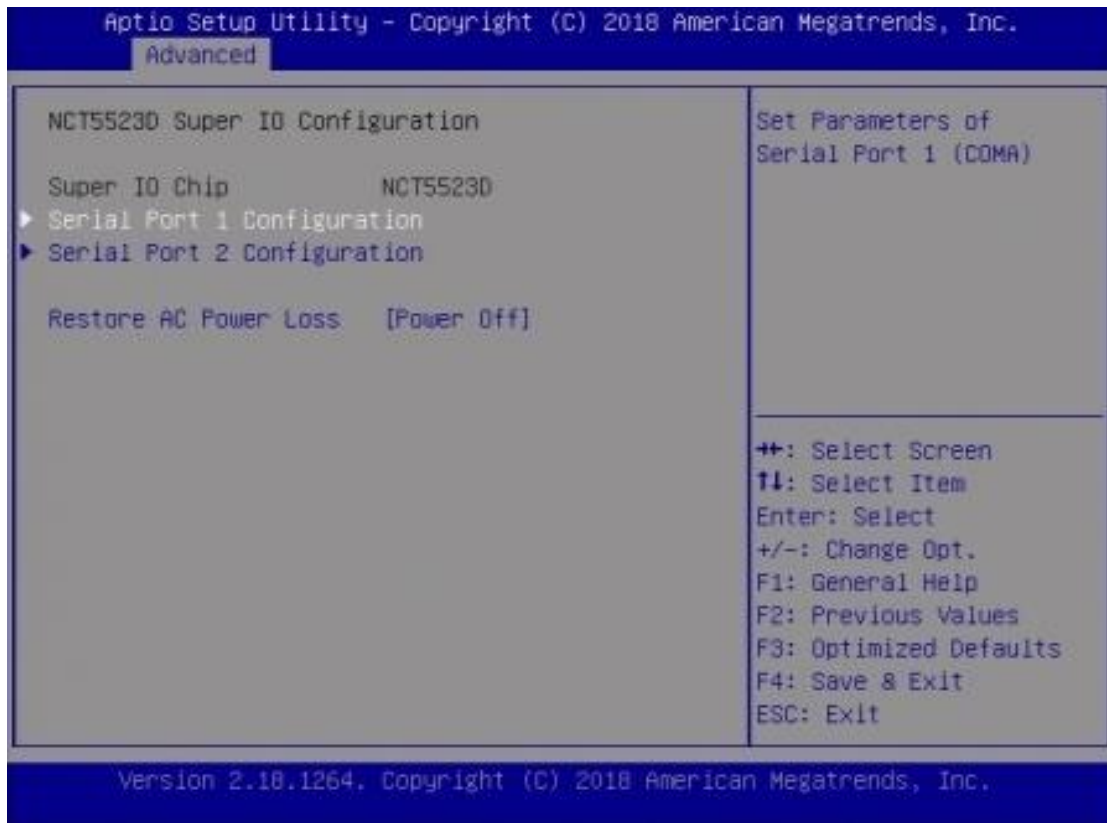 Aptio Setup Utility – Copyright (C) 2018 American Megatrends, Inc.
Advanced
NCT5523D Super IO Configuration
Super IO Chip NCT5523D
Serial Port 1 Configuration
Serial Port 2 Configuration
Restore AC Power Loss [Power Off]
Set Parameters of
Serial Port 1 (COMA)
→←: Select Screen
↑↓: Select Item
Enter: Select
+/-: Change Opt.
F1: General Help
F2: Previous Values
F3: Optimized Defaults
F4: Save & Exit
ESC: Exit
Version 2.18.1264. Copyright (C) 2018 American Megatrends, Inc.